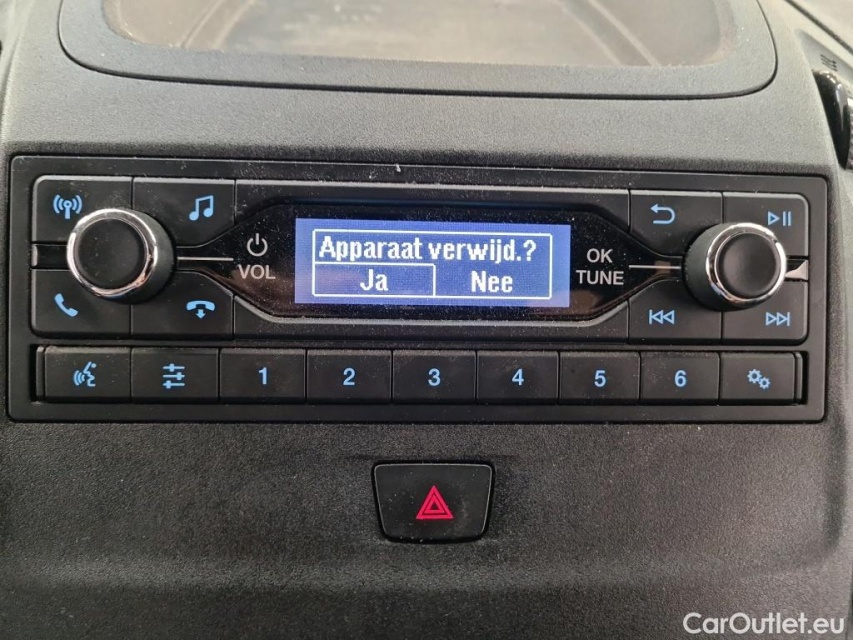 Apparaat verwijd.?
Ja Nee
VOL
OK
TUNE
1 2 3 4 5 6
CarOutlet.eu